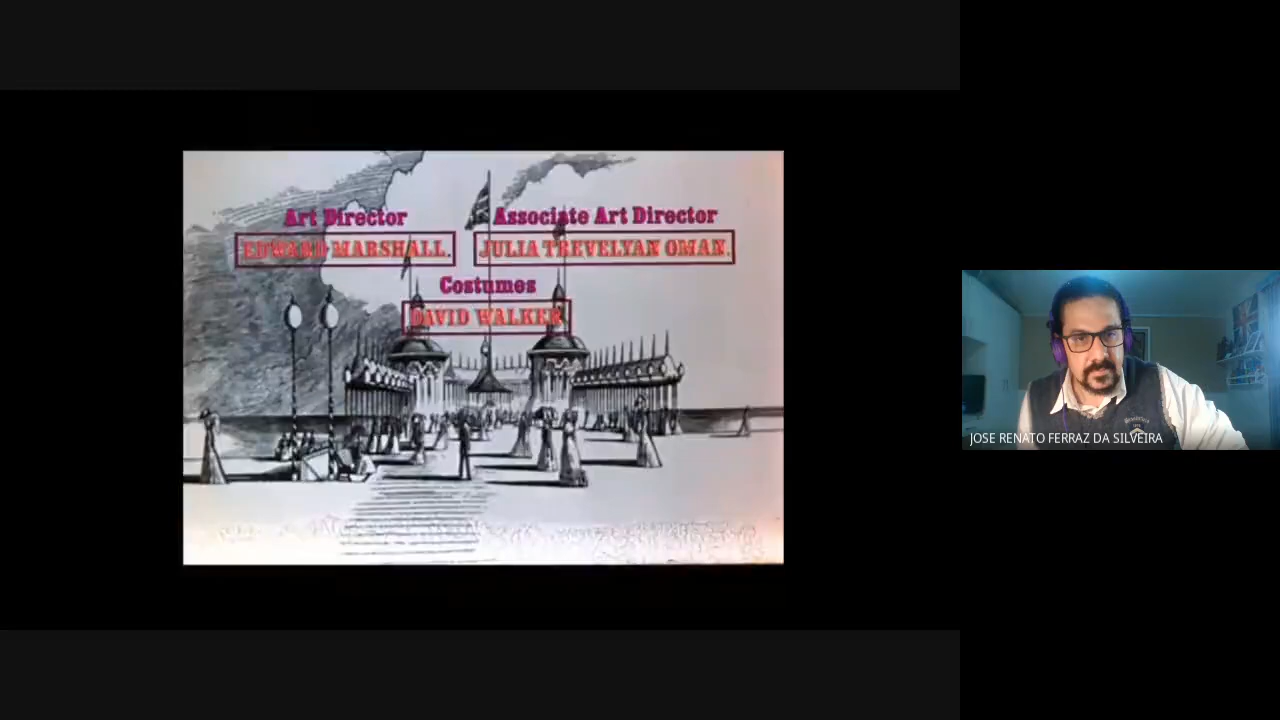 Art Director
Associate Art Director
EDWARD MARSHALL.
JULIA TREVELYAN OMAN.
Costumes
DAVID WALKER
JOSE RENATO FERRAZ DA SILVEIRA